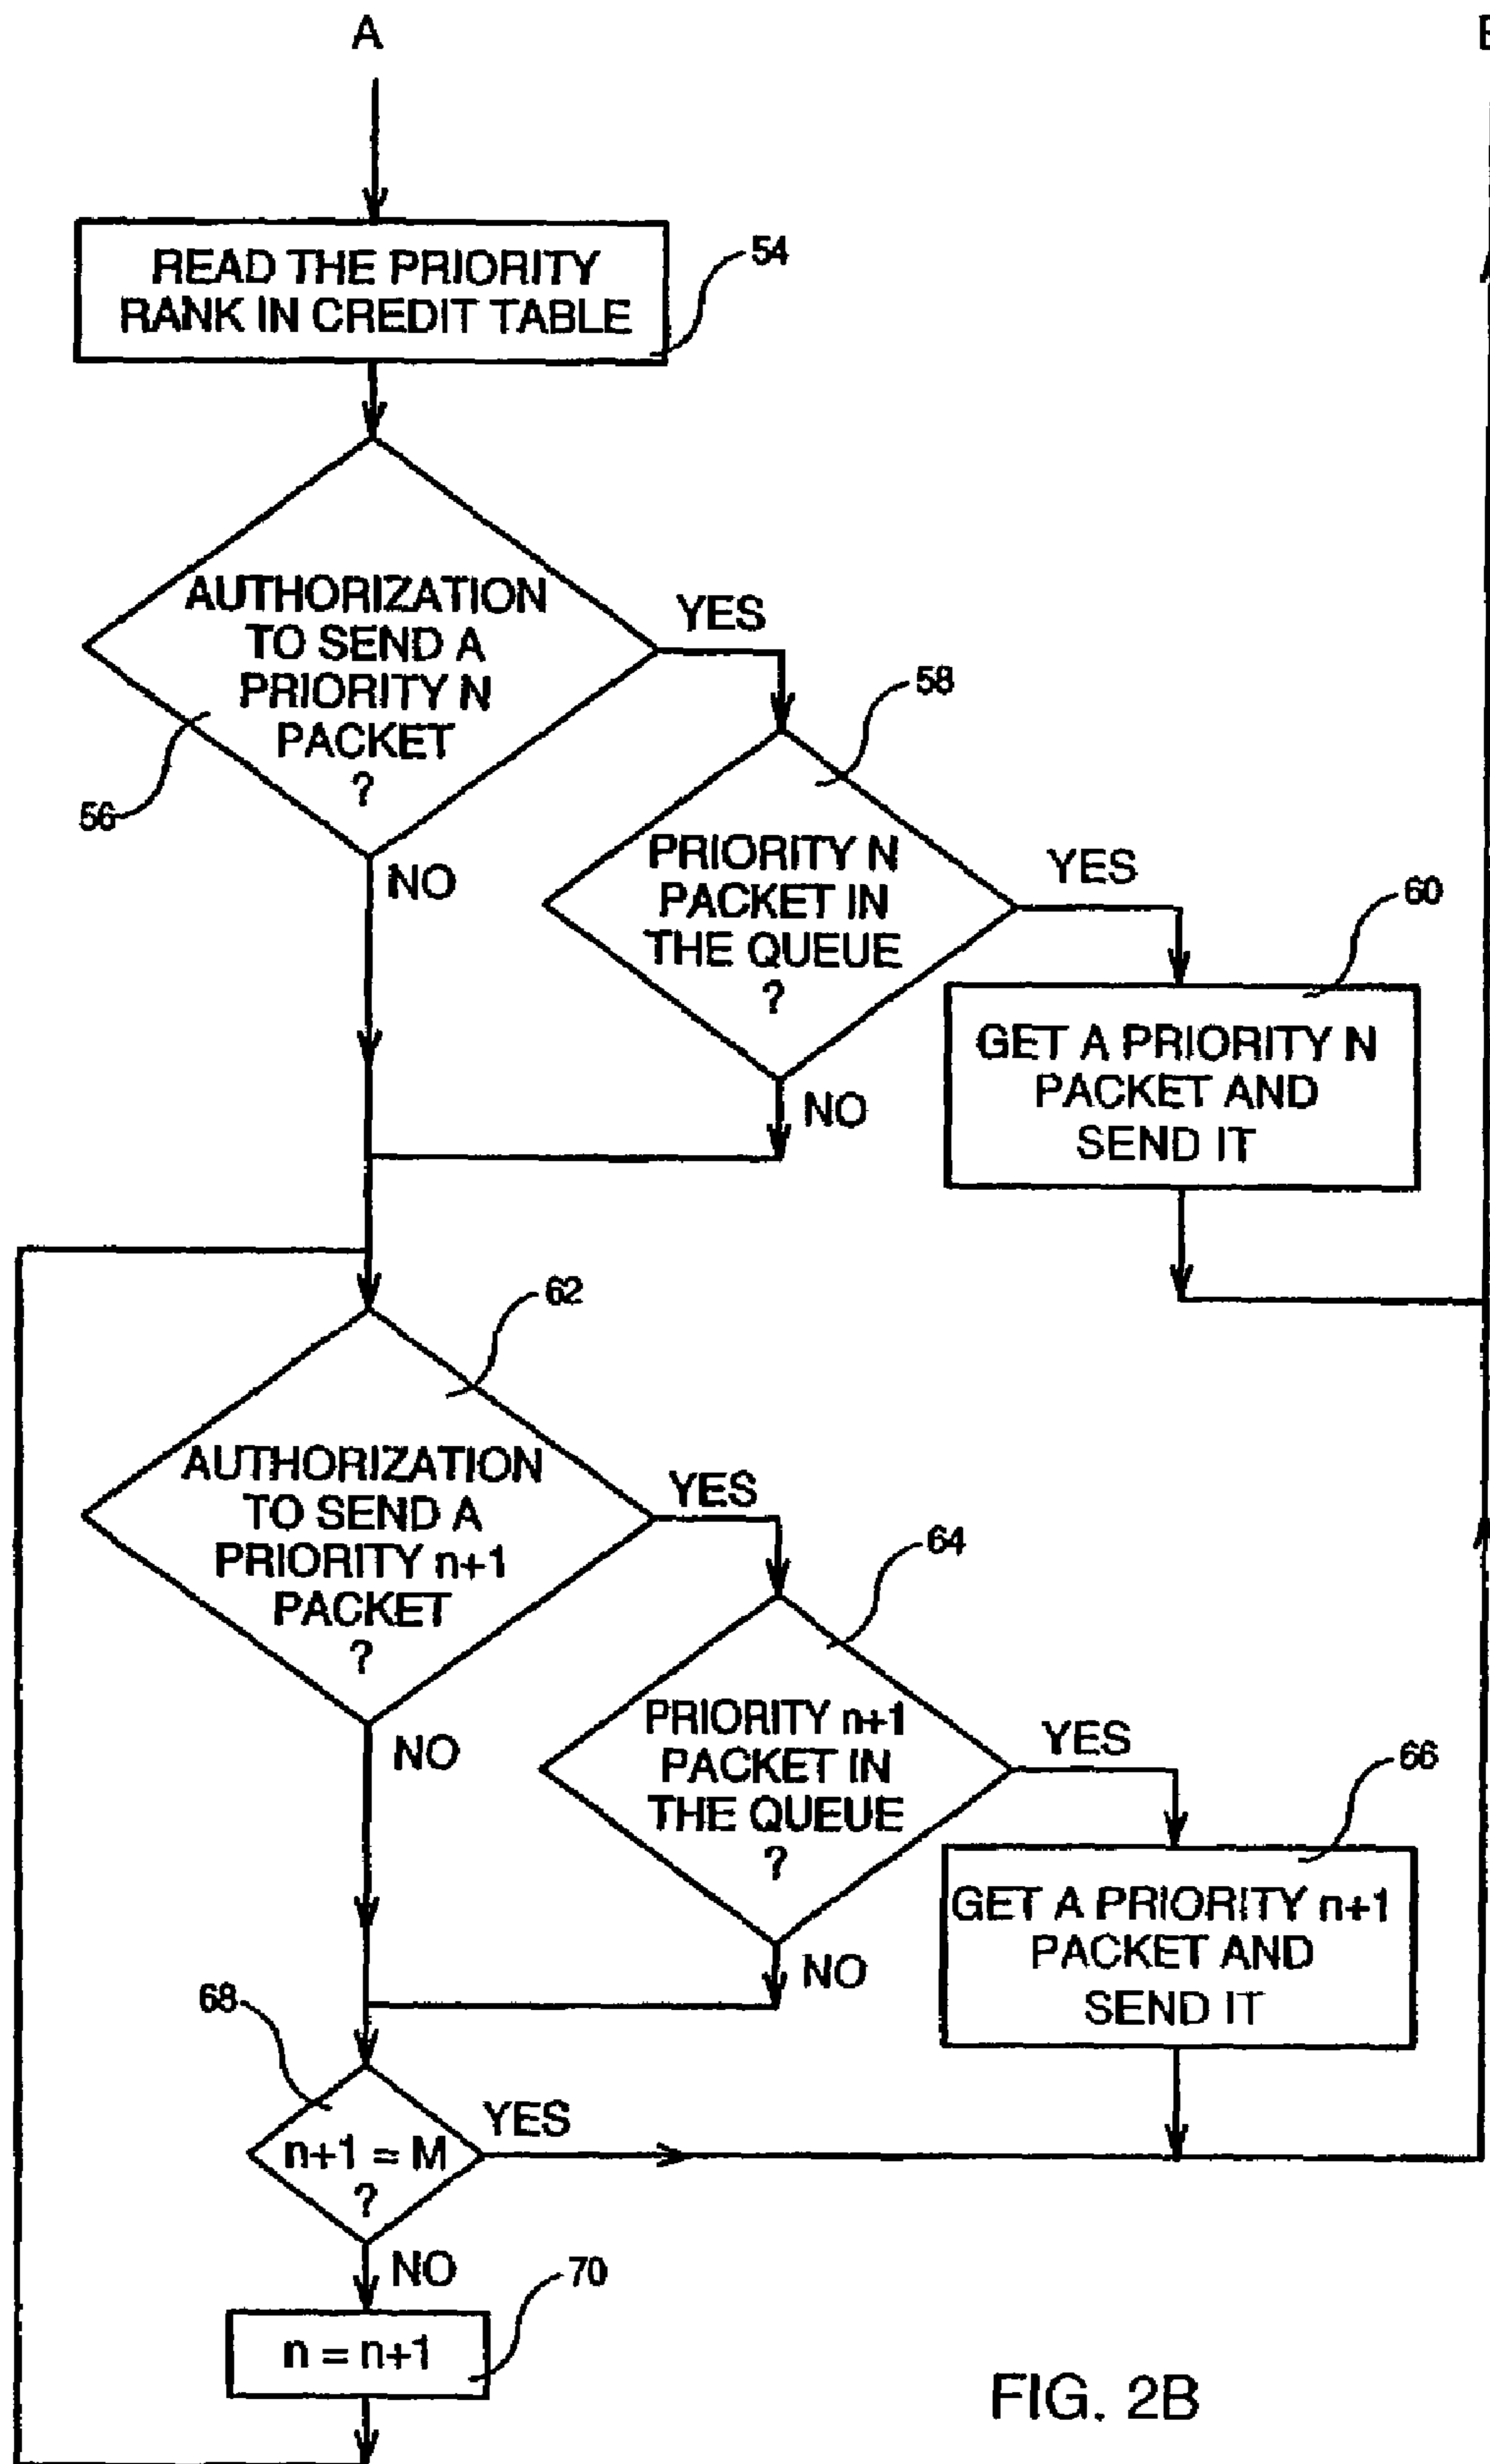 A
READ THE PRIORITY
RANK IN CREDIT TABLE
54
AUTHORIZATION
TO SEND A
PRIORITY N
PACKET
?
56
YES
NO
58
PRIORITY N
PACKET IN
THE QUEUE
?
YES
NO
60
GET A PRIORITY N
PACKET AND
SEND IT
62
AUTHORIZATION
TO SEND A
PRIORITY n+1
PACKET
?
YES
NO
64
PRIORITY n+1
PACKET IN
THE QUEUE
?
YES
NO
66
GET A PRIORITY n+1
PACKET AND
SEND IT
68
n+1 = M
?
YES
NO
70
n = n+1
FIG. 2B